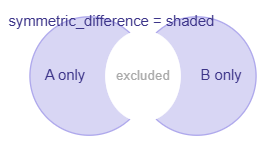 symmetric_difference = shaded
A only
excluded
B only